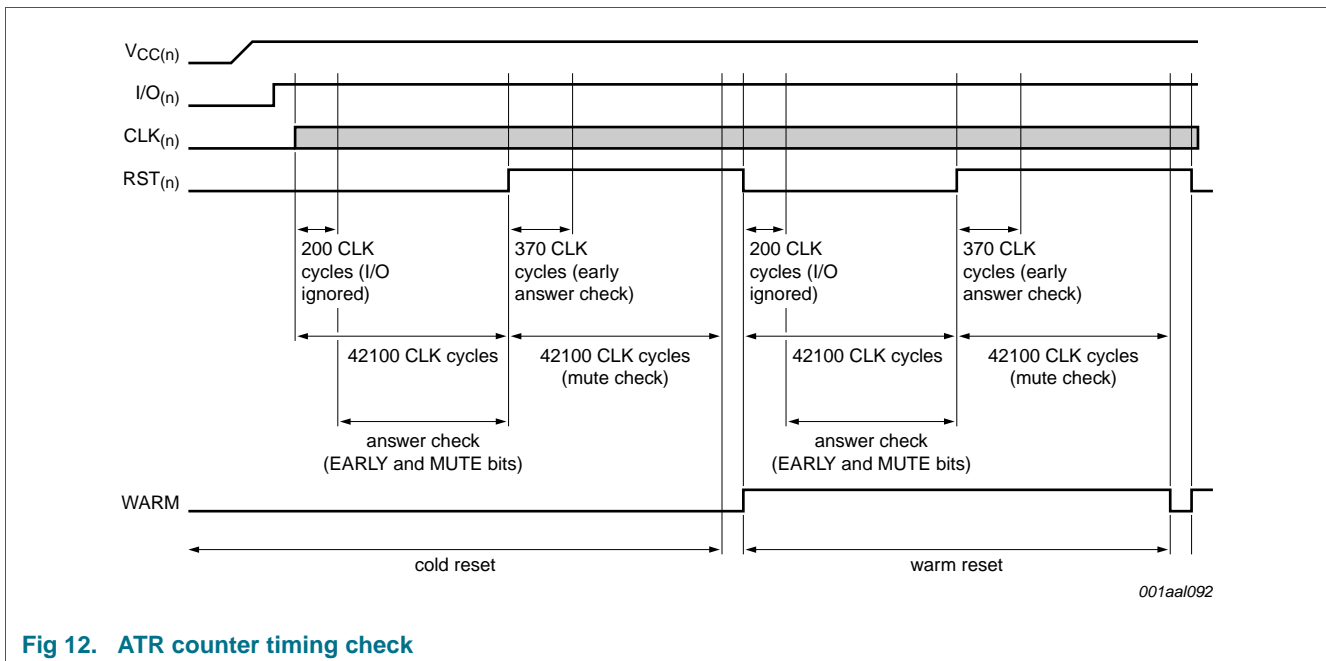 VCC(n)
I/O(n)
CLK(n)
RST(n)
200 CLK
cycles (I/O
ignored)
370 CLK
cycles (early
answer check)
200 CLK
cycles (I/O
ignored)
370 CLK
cycles (early
answer check)
42100 CLK cycles
42100 CLK cycles
(mute check)
42100 CLK cycles
42100 CLK cycles
(mute check)
answer check
(EARLY and MUTE bits)
answer check
(EARLY and MUTE bits)
WARM
cold reset
warm reset
001aal092
Fig 12. ATR counter timing check